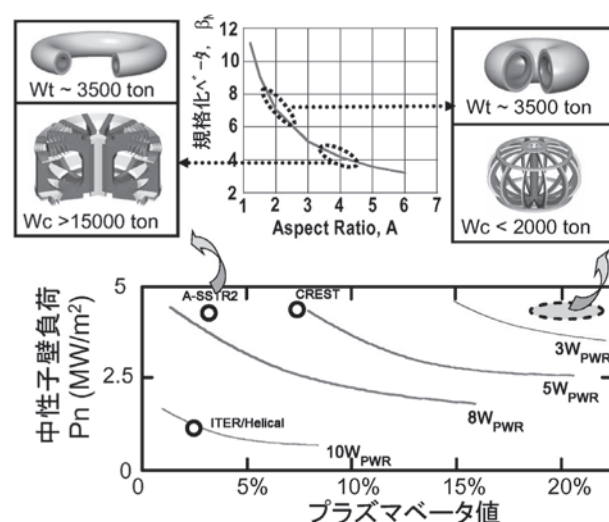 Wt ~ 3500 ton
Wc >15000 ton
規格化ベータ, βN
12
10
8
6
4
2
1 2 3 4 5 6 7
Aspect Ratio, A
Wt ~ 3500 ton
Wc < 2000 ton
中性子壁負荷
Pn (MW/m²)
5
2.5
0
A-SSTR2
CREST
ITER/Helical
3WPWR
5WPWR
8WPWR
10WPWR
0 5% 10% 15% 20%
プラズマベータ値